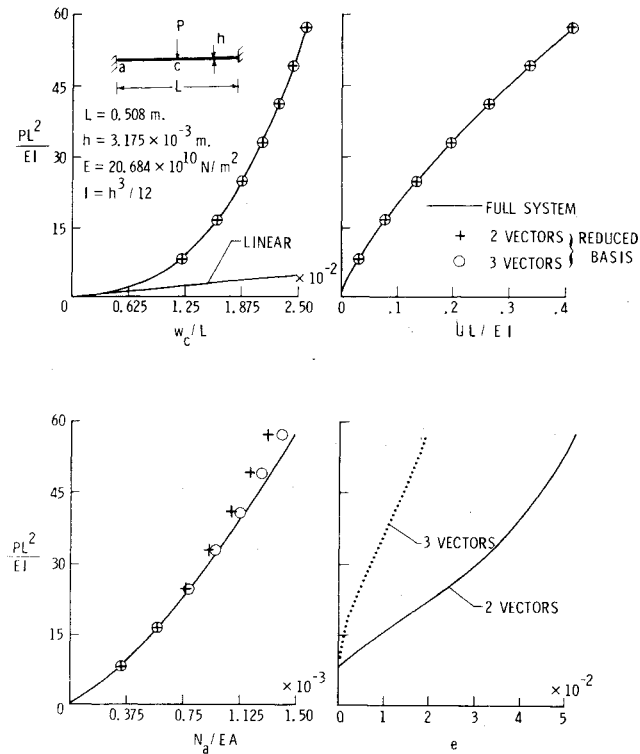 60
45
30
15
0
PL²
EI
P
h
a
c
L
L = 0.508 m.
h = 3.175 × 10⁻³ m.
E = 20.684 × 10¹⁰ N/m²
I = h³ / 12
LINEAR
0.625 1.25 1.875 2.50
× 10⁻²
w_c/L
FULL SYSTEM
+ 2 VECTORS
○ 3 VECTORS
REDUCED
BASIS
0 .1 .2 .3 .4
L / EI
60
45
30
15
0
PL²
EI
0.375 0.75 1.125 1.50
× 10⁻³
N_a/EA
3 VECTORS
2 VECTORS
0 1 2 3 4 5
× 10⁻²
e